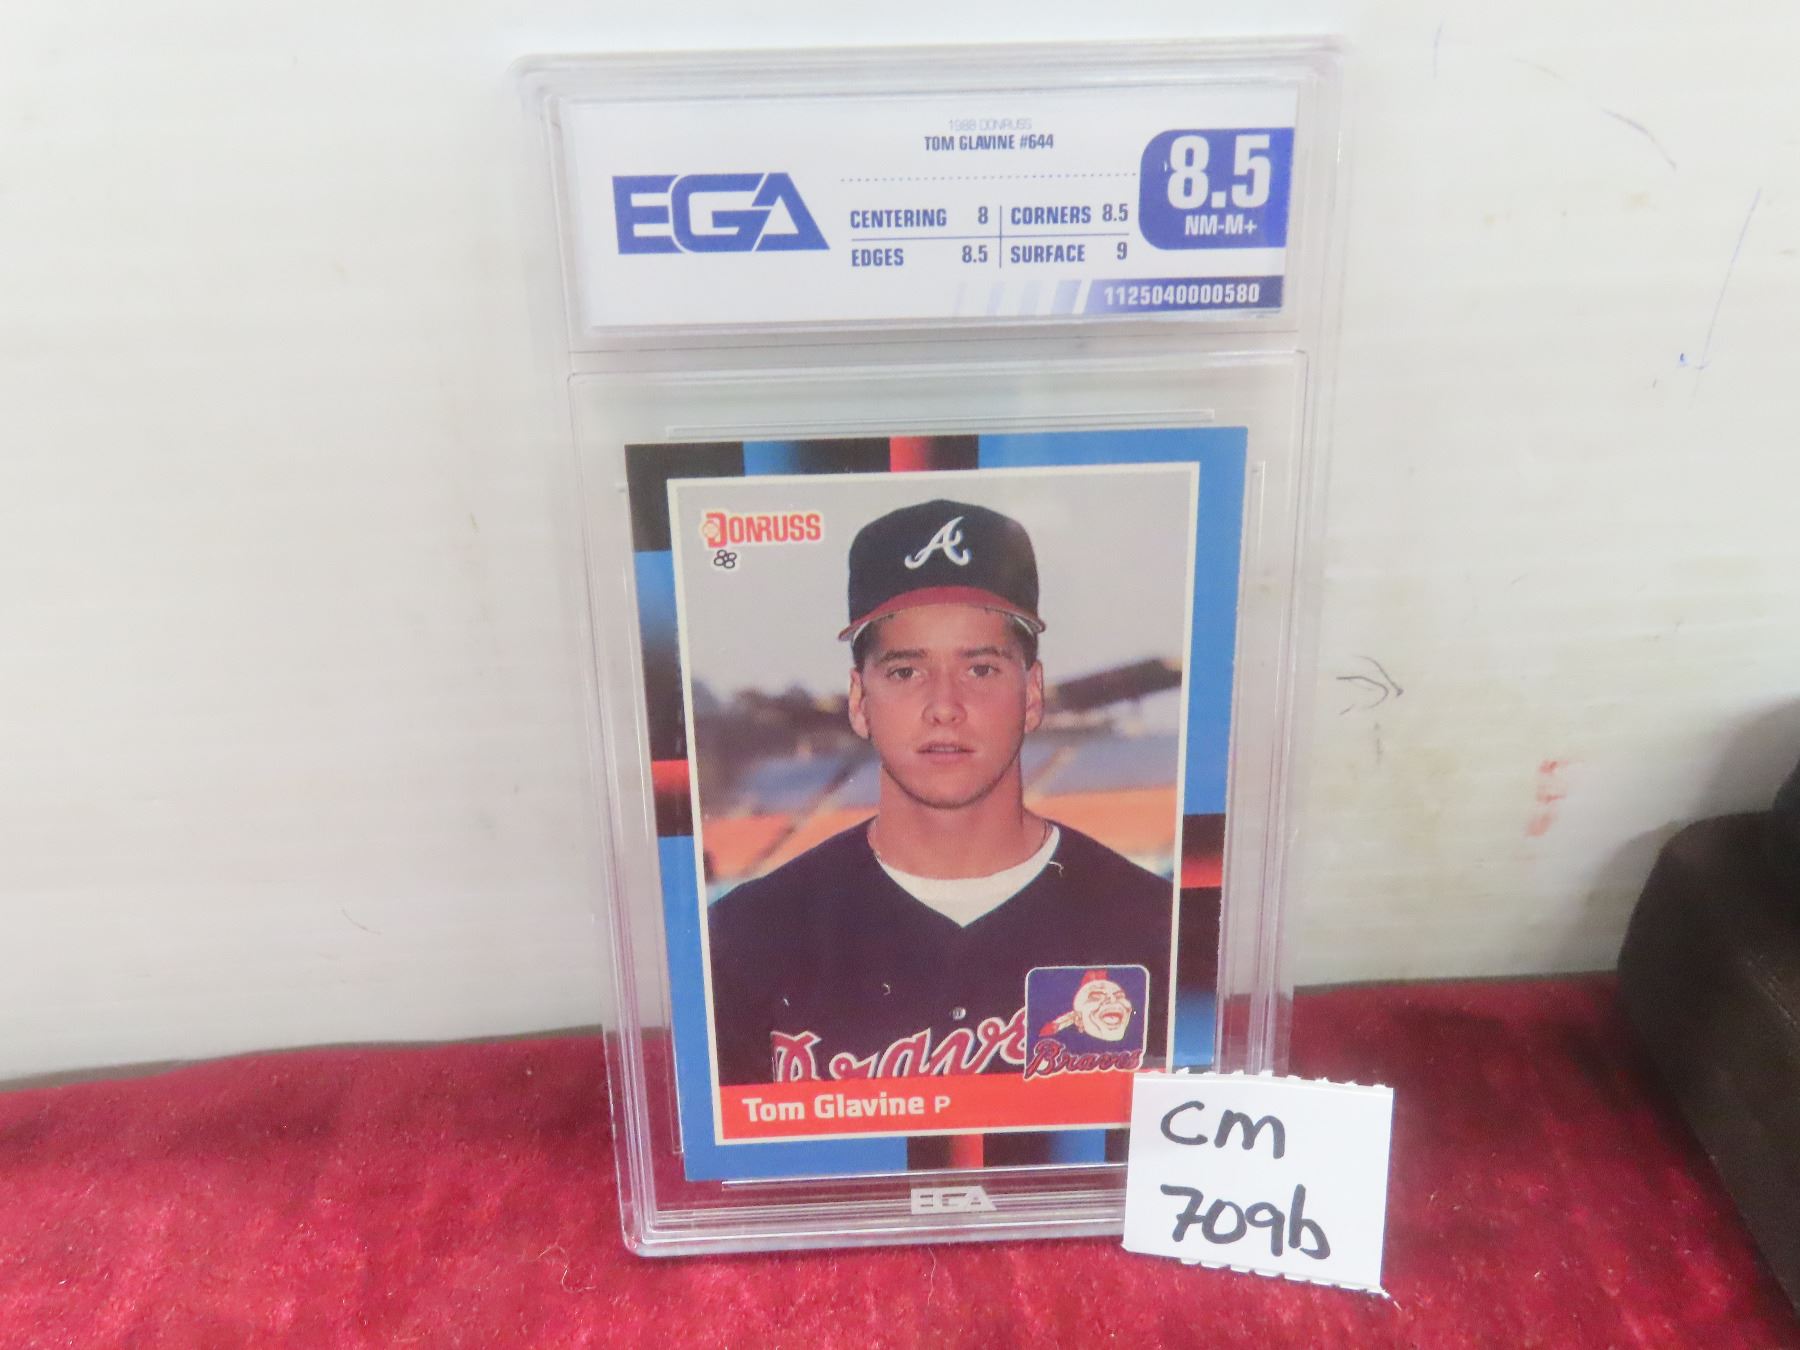 1988 DONRUSS
TOM GLAVINE #644
EGA
CENTERING 8 CORNERS 8.5
EDGES 8.5 SURFACE 9
8.5
NM-M+
1125040000580
DONRUSS
88
A
Braves
Braves
Tom Glavine P
EGA
CM
709b